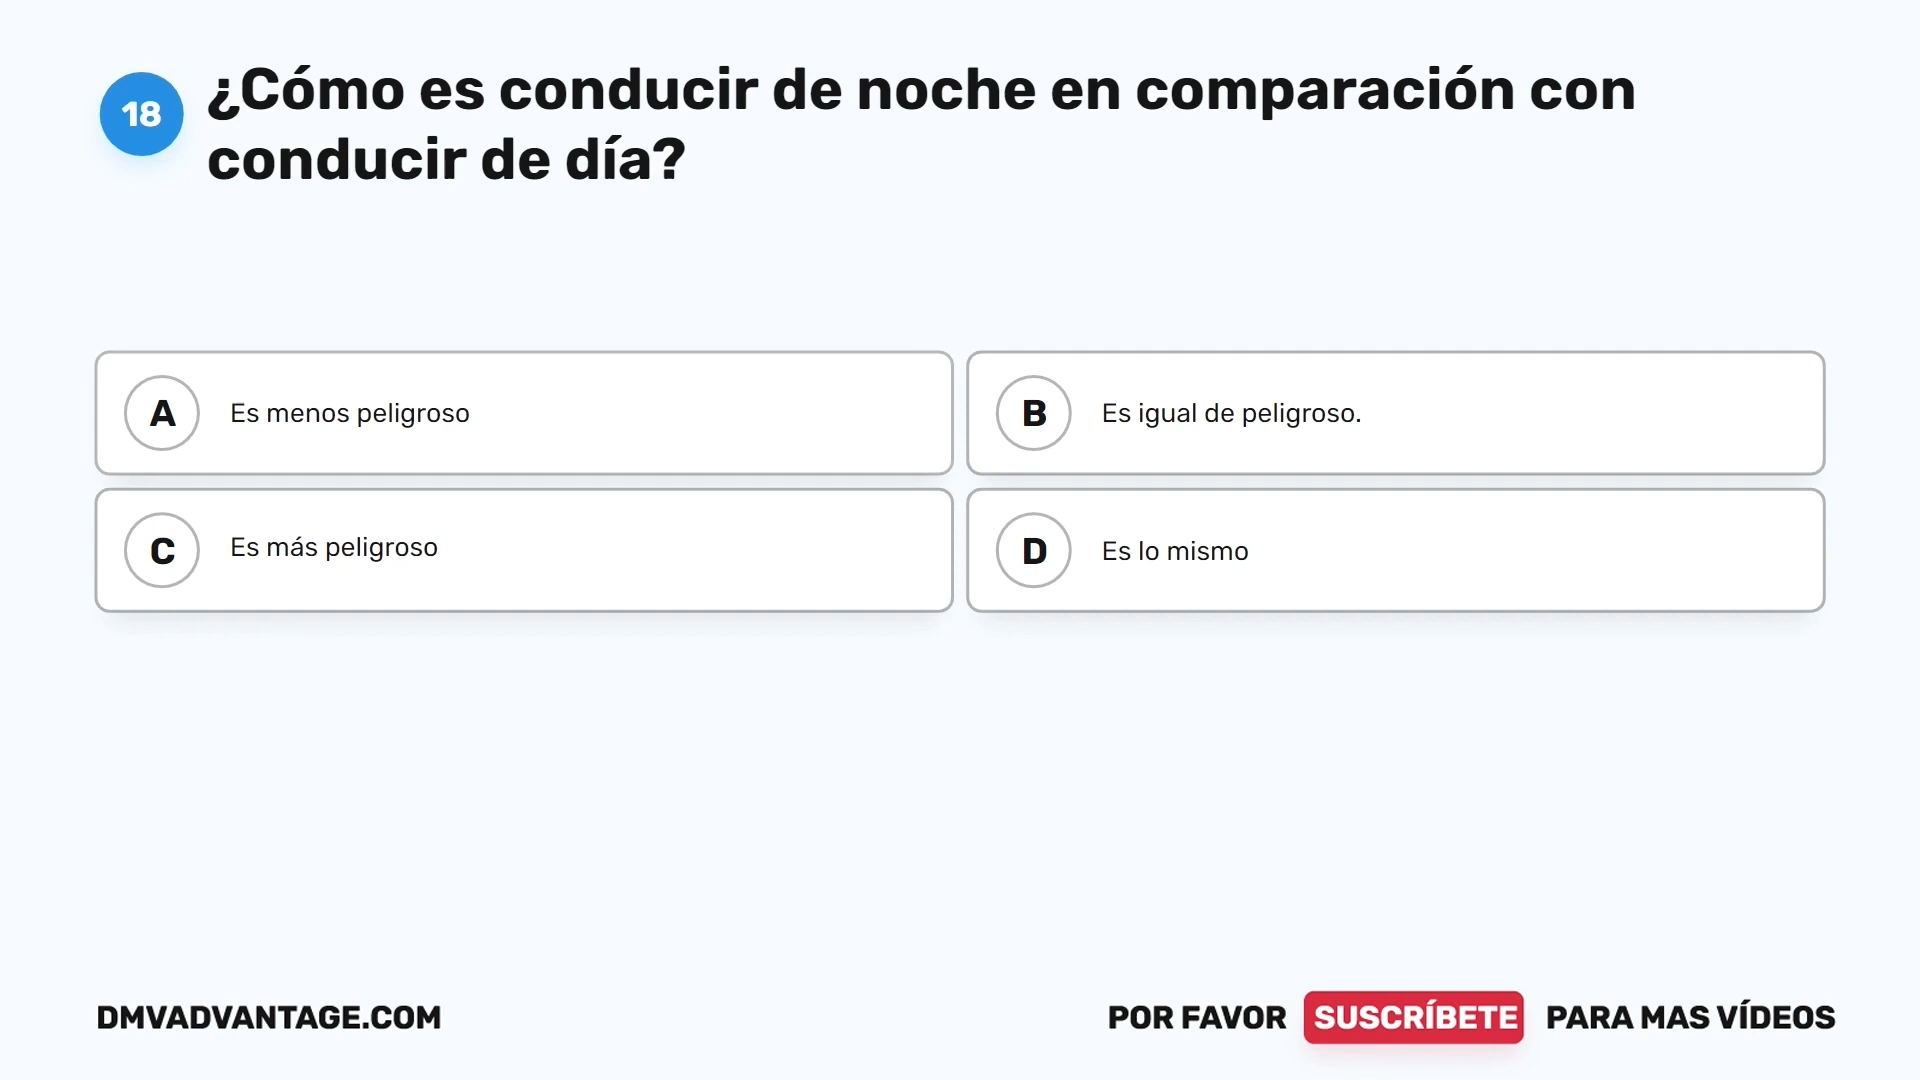 18
¿Cómo es conducir de noche en comparación con
conducir de día?
A
Es menos peligroso
B
Es igual de peligroso.
C
Es más peligroso
D
Es lo mismo
DMVADVANTAGE.COM
POR FAVOR SUSCRÍBETE PARA MAS VÍDEOS